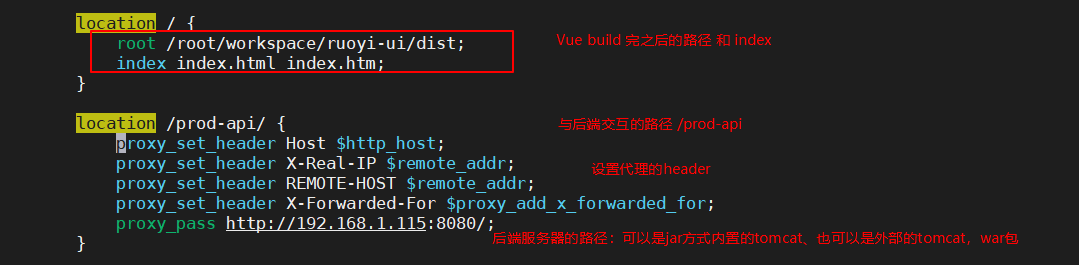 location / {
root /root/workspace/ruoyi-ui/dist;
index index.html index.htm;
}
Vue build 完之后的路径 和 index
location /prod-api/ {
与后端交互的路径 /prod-api
proxy_set_header Host $http_host;
proxy_set_header X-Real-IP $remote_addr;
设置代理的header
proxy_set_header REMOTE-HOST $remote_addr;
proxy_set_header X-Forwarded-For $proxy_add_x_forwarded_for;
proxy_pass http://192.168.1.115:8080/;
后端服务器的路径：可以是jar方式内置的tomcat、也可以是外部的tomcat，war包
}